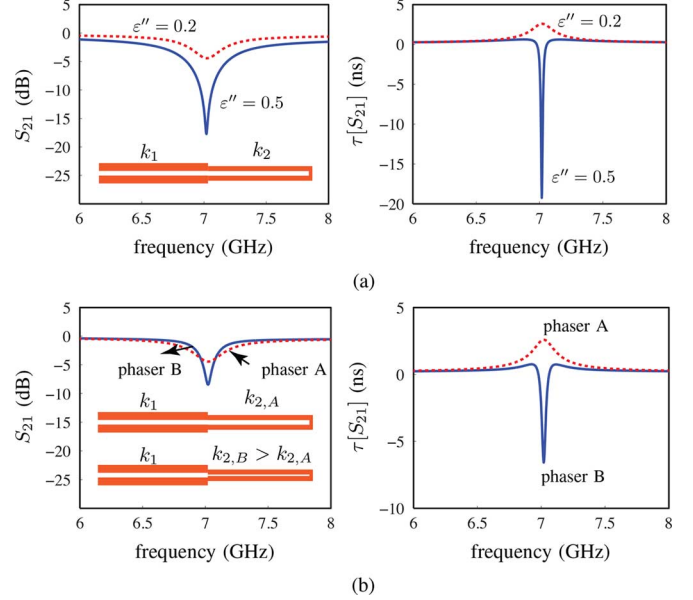 5
0
−5
−10
−15
−20
−25
S₂₁ (dB)
ε″ = 0.2
ε″ = 0.5
k₁
k₂
6
6.5
7
7.5
8
frequency (GHz)
5
0
−5
−10
−15
−20
τ[S₂₁] (ns)
ε″ = 0.2
ε″ = 0.5
6
6.5
7
7.5
8
frequency (GHz)
(a)
5
0
−5
−10
−15
−20
−25
S₂₁ (dB)
phaser B
phaser A
k₁
k₂,A
k₁
k₂,B > k₂,A
6
6.5
7
7.5
8
frequency (GHz)
5
0
−5
−10
τ[S₂₁] (ns)
phaser A
phaser B
6
6.5
7
7.5
8
frequency (GHz)
(b)